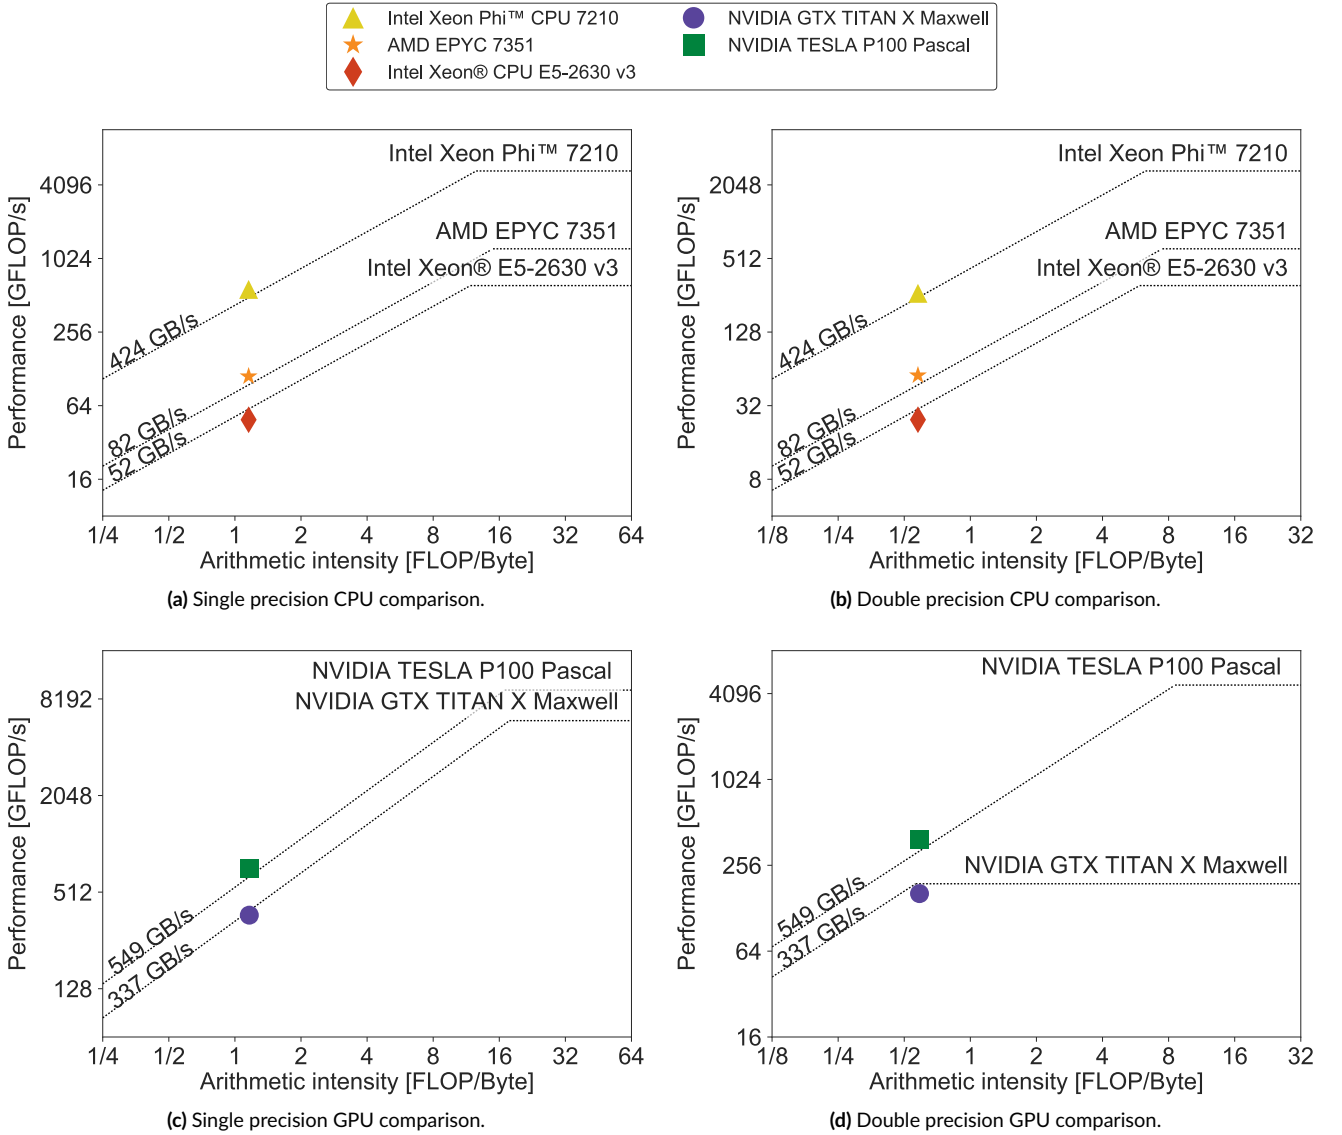 Intel Xeon Phi™ CPU 7210
AMD EPYC 7351
Intel Xeon® CPU E5-2630 v3
NVIDIA GTX TITAN X Maxwell
NVIDIA TESLA P100 Pascal
Performance [GFLOP/s]
4096
1024
256
64
16
Intel Xeon Phi™ 7210
AMD EPYC 7351
Intel Xeon® E5-2630 v3
424 GB/s
82 GB/s
52 GB/s
1/4 1/2 1 2 4 8 16 32 64
Arithmetic intensity [FLOP/Byte]
(a) Single precision CPU comparison.
Performance [GFLOP/s]
2048
512
128
32
8
Intel Xeon Phi™ 7210
AMD EPYC 7351
Intel Xeon® E5-2630 v3
424 GB/s
82 GB/s
52 GB/s
1/8 1/4 1/2 1 2 4 8 16 32
Arithmetic intensity [FLOP/Byte]
(b) Double precision CPU comparison.
Performance [GFLOP/s]
8192
2048
512
128
NVIDIA TESLA P100 Pascal
NVIDIA GTX TITAN X Maxwell
549 GB/s
337 GB/s
1/4 1/2 1 2 4 8 16 32 64
Arithmetic intensity [FLOP/Byte]
(c) Single precision GPU comparison.
Performance [GFLOP/s]
4096
1024
256
64
16
NVIDIA TESLA P100 Pascal
NVIDIA GTX TITAN X Maxwell
549 GB/s
337 GB/s
1/8 1/4 1/2 1 2 4 8 16 32
Arithmetic intensity [FLOP/Byte]
(d) Double precision GPU comparison.